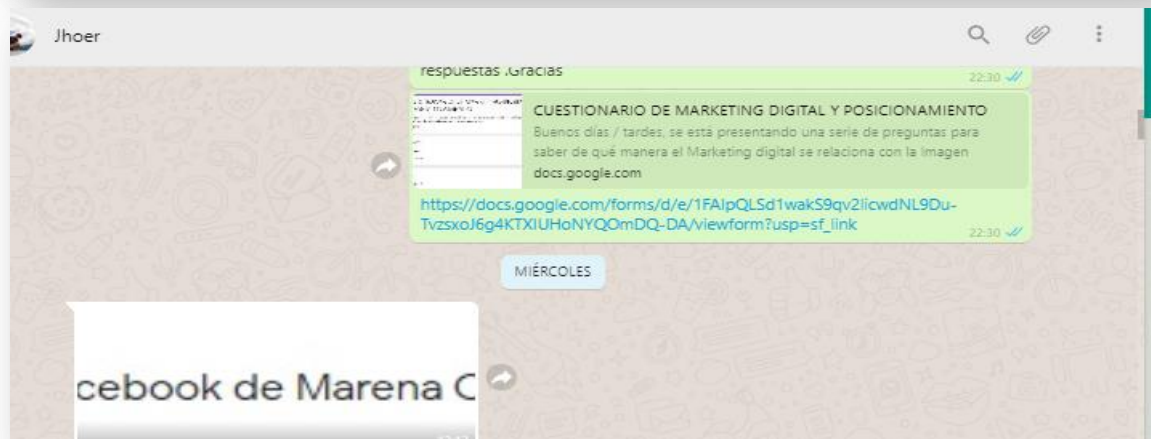 Jhoer
respuestas .Gracias
22:30
CUESTIONARIO DE MARKETING DIGITAL Y POSICIONAMIENTO
Buenos días / tardes, se está presentando una serie de preguntas para
saber de qué manera el Marketing digital se relaciona con la Imagen
docs.google.com
https://docs.google.com/forms/d/e/1FAIpQLSd1wakS9qv2IicwdNL9Du-
TvzsxoJ6g4KTXIUHoNYQOmDQ-DA/viewform?usp=sf_link
22:30
MIÉRCOLES
cebook de Marena C